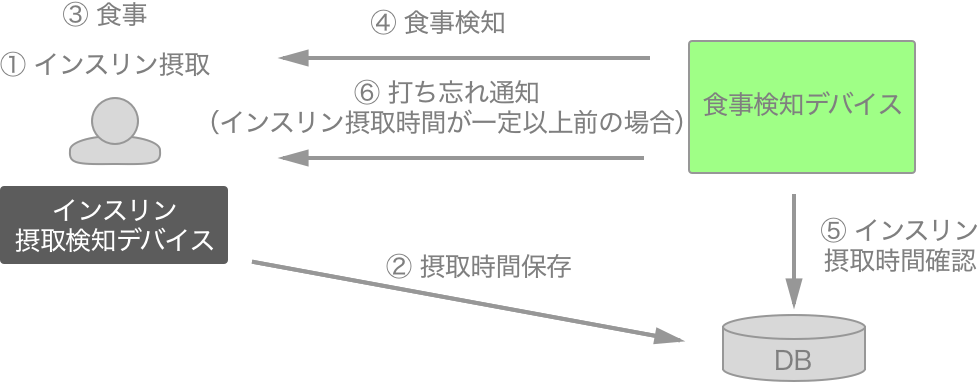 ③ 食事
④ 食事検知
① インスリン摂取
⑥ 打ち忘れ通知
（インスリン摂取時間が一定以上前の場合）
食事検知デバイス
インスリン
摂取検知デバイス
② 摂取時間保存
⑤ インスリン
摂取時間確認
DB